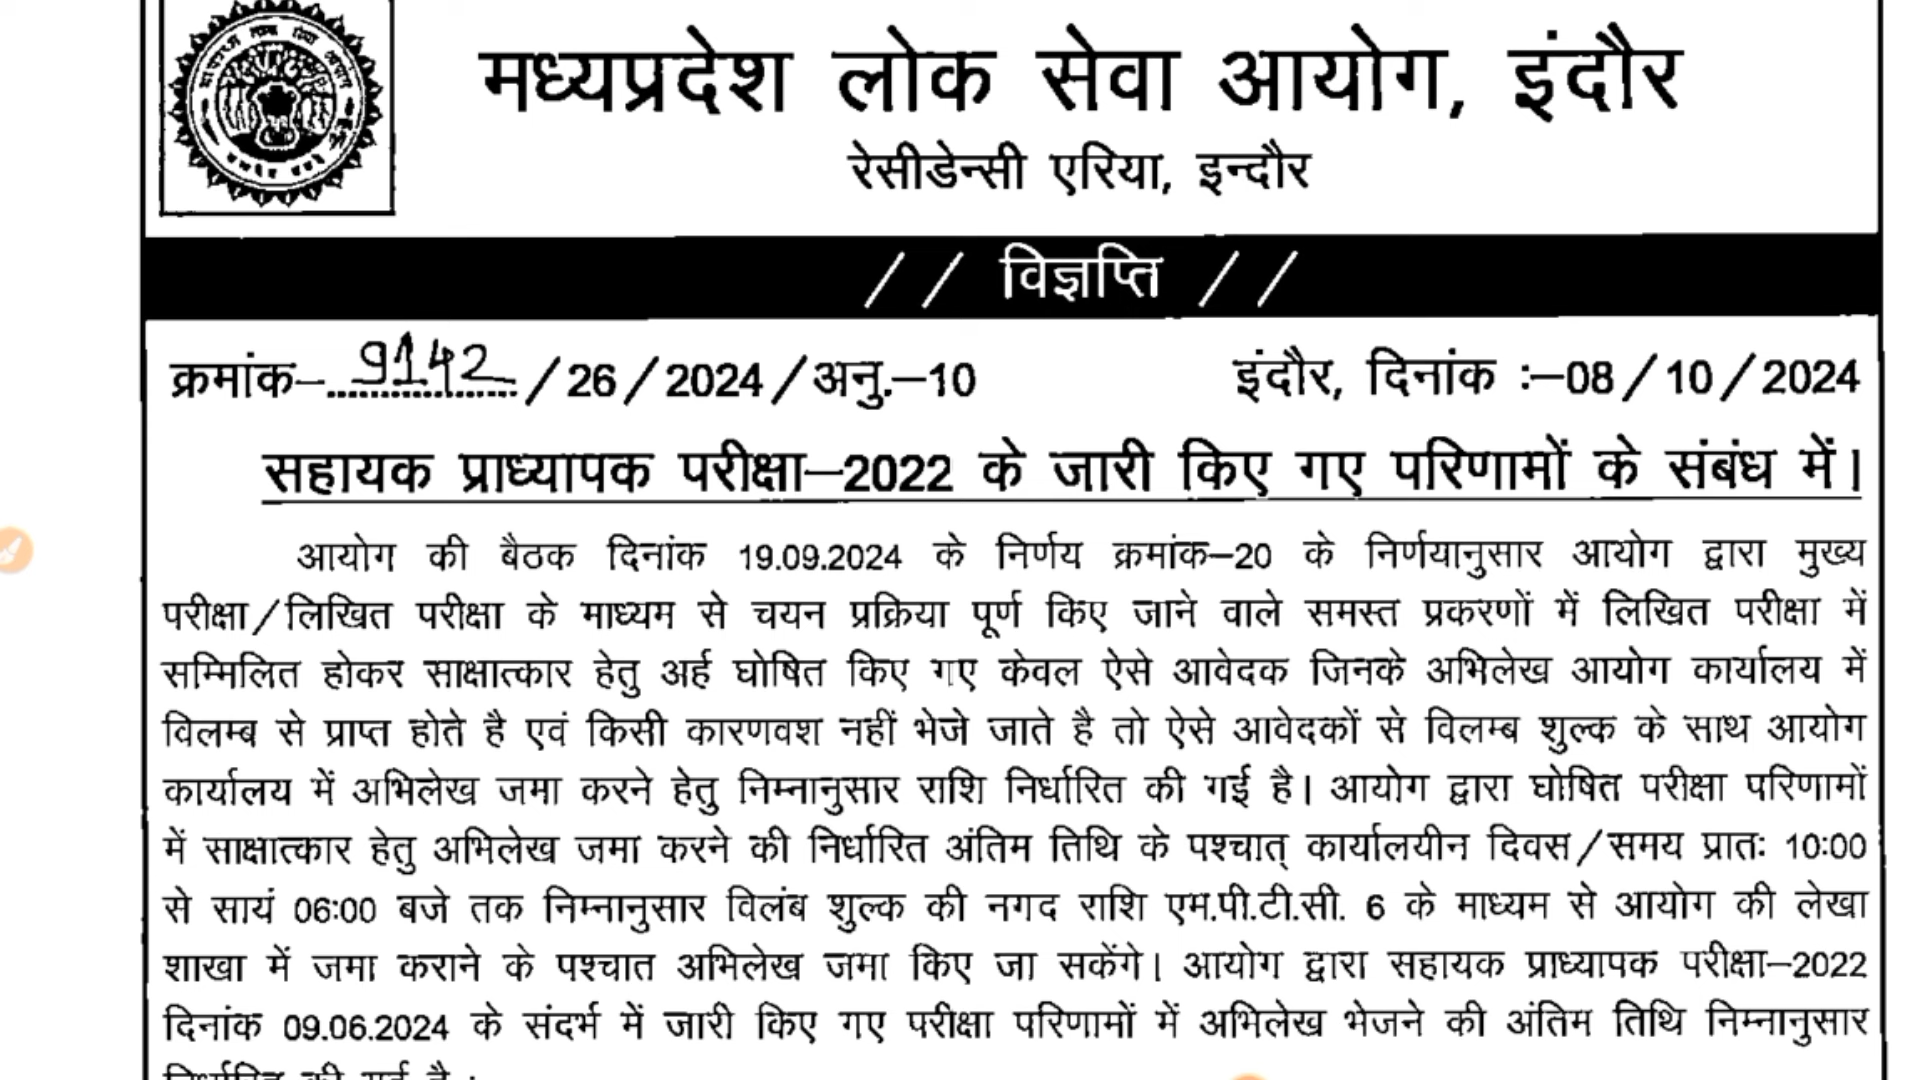 मध्यप्रदेश लोक सेवा आयोग, इंदौर
रेसीडेन्सी एरिया, इन्दौर
// विज्ञप्ति //
क्रमांक–9142/26/2024/अनु.–10 इंदौर, दिनांक :–08/10/2024
सहायक प्राध्यापक परीक्षा–2022 के जारी किए गए परिणामों के संबंध में।
आयोग की बैठक दिनांक 19.09.2024 के निर्णय क्रमांक–20 के निर्णयानुसार आयोग द्वारा मुख्य
परीक्षा/लिखित परीक्षा के माध्यम से चयन प्रक्रिया पूर्ण किए जाने वाले समस्त प्रकरणों में लिखित परीक्षा में
सम्मिलित होकर साक्षात्कार हेतु अर्ह घोषित किए गए केवल ऐसे आवेदक जिनके अभिलेख आयोग कार्यालय में
विलम्ब से प्राप्त होते है एवं किसी कारणवश नहीं भेजे जाते है तो ऐसे आवेदकों से विलम्ब शुल्क के साथ आयोग
कार्यालय में अभिलेख जमा करने हेतु निम्नानुसार राशि निर्धारित की गई है। आयोग द्वारा घोषित परीक्षा परिणामों
में साक्षात्कार हेतु अभिलेख जमा करने की निर्धारित अंतिम तिथि के पश्चात् कार्यालयीन दिवस/समय प्रातः 10:00
से सायं 06:00 बजे तक निम्नानुसार विलंब शुल्क की नगद राशि एम.पी.टी.सी. 6 के माध्यम से आयोग की लेखा
शाखा में जमा कराने के पश्चात अभिलेख जमा किए जा सकेंगे। आयोग द्वारा सहायक प्राध्यापक परीक्षा–2022
दिनांक 09.06.2024 के संदर्भ में जारी किए गए परीक्षा परिणामों में अभिलेख भेजने की अंतिम तिथि निम्नानुसार
निर्धारित की गई है :